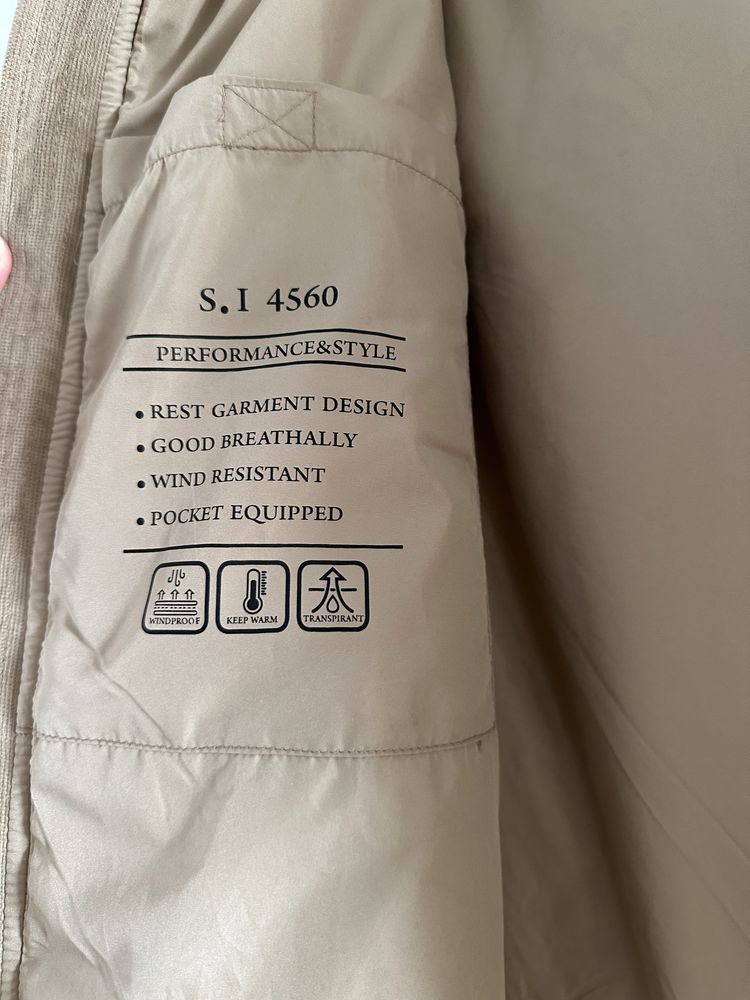 S.I 4560
PERFORMANCE&STYLE
• REST GARMENT DESIGN
• GOOD BREATHALLY
• WIND RESISTANT
• POCKET EQUIPPED
WINDPROOF
KEEP WARM
TRANSPIRANT